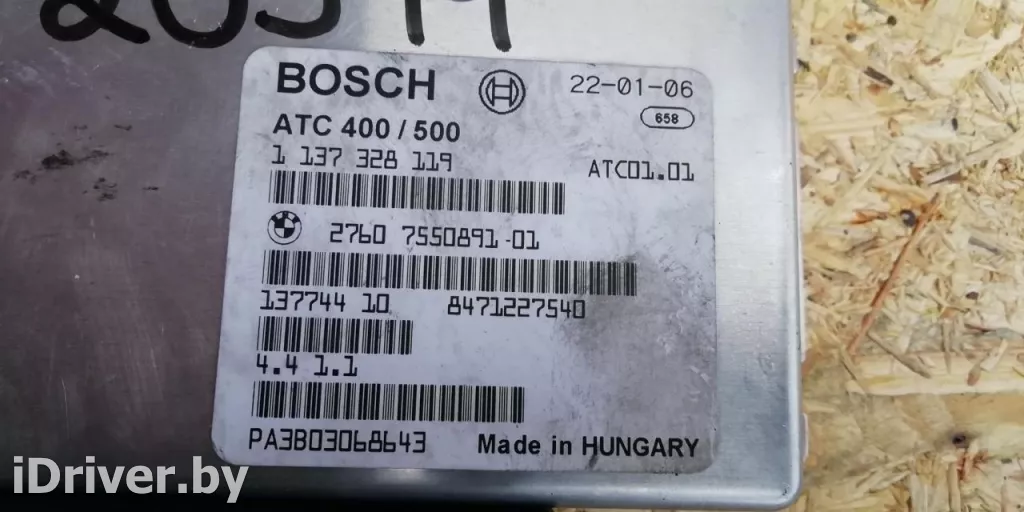 BOSCH
22-01-06
658
ATC 400 / 500
1 137 328 119
ATC01.01
2760 7550891-01
137744 10 8471227540
4.4 1.1
PA3B03068643
Made in HUNGARY
iDriver.by